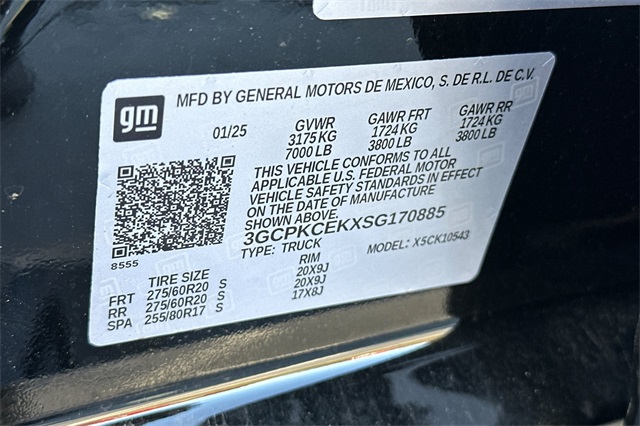 MFD BY GENERAL MOTORS DE MEXICO, S. DE R.L. DE C.V.
gm
01/25 GVWR GAWR FRT GAWR RR
3175 KG 1724 KG 1724 KG
7000 LB 3800 LB 3800 LB
THIS VEHICLE CONFORMS TO ALL
APPLICABLE U.S. FEDERAL MOTOR
VEHICLE SAFETY STANDARDS IN EFFECT
ON THE DATE OF MANUFACTURE
SHOWN ABOVE.
3GCPKCEKXSG170885
8555
TYPE: TRUCK MODEL: X5CK10543
TIRE SIZE RIM
FRT 275/60R20 S 20X9J
RR 275/60R20 S 20X9J
SPA 255/80R17 S 17X8J